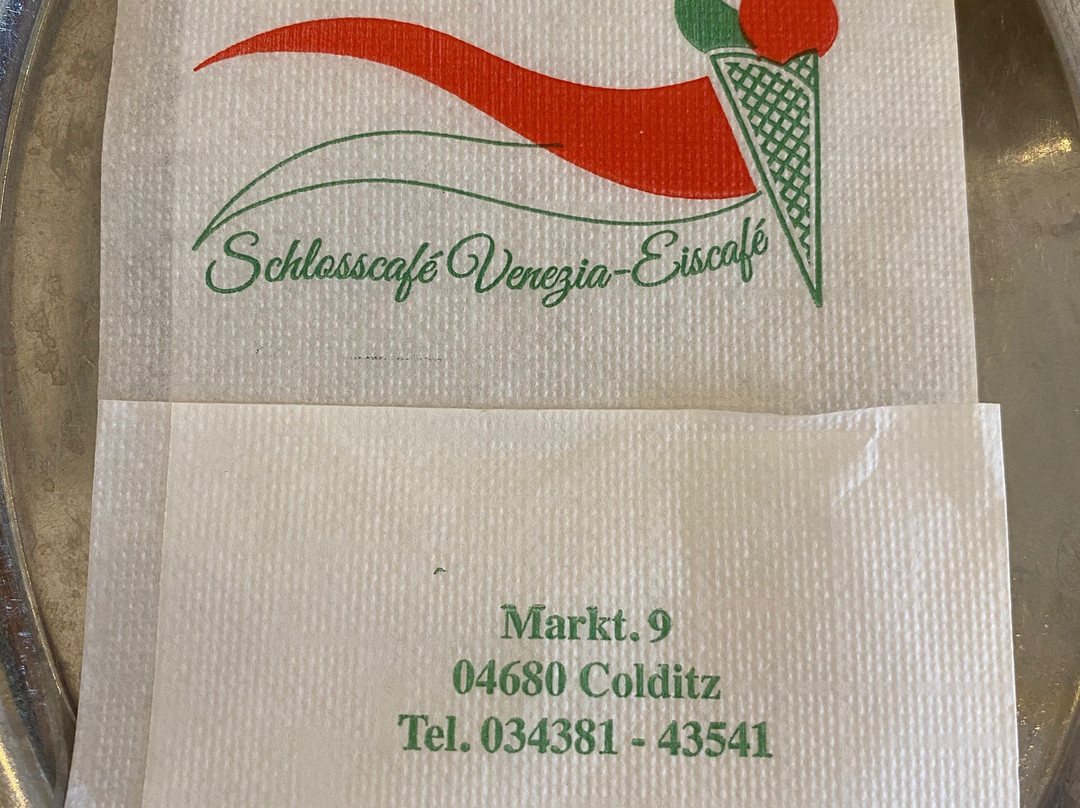 Schlosscafé Venezia-Eiscafé
Markt. 9
04680 Colditz
Tel. 034381 - 43541